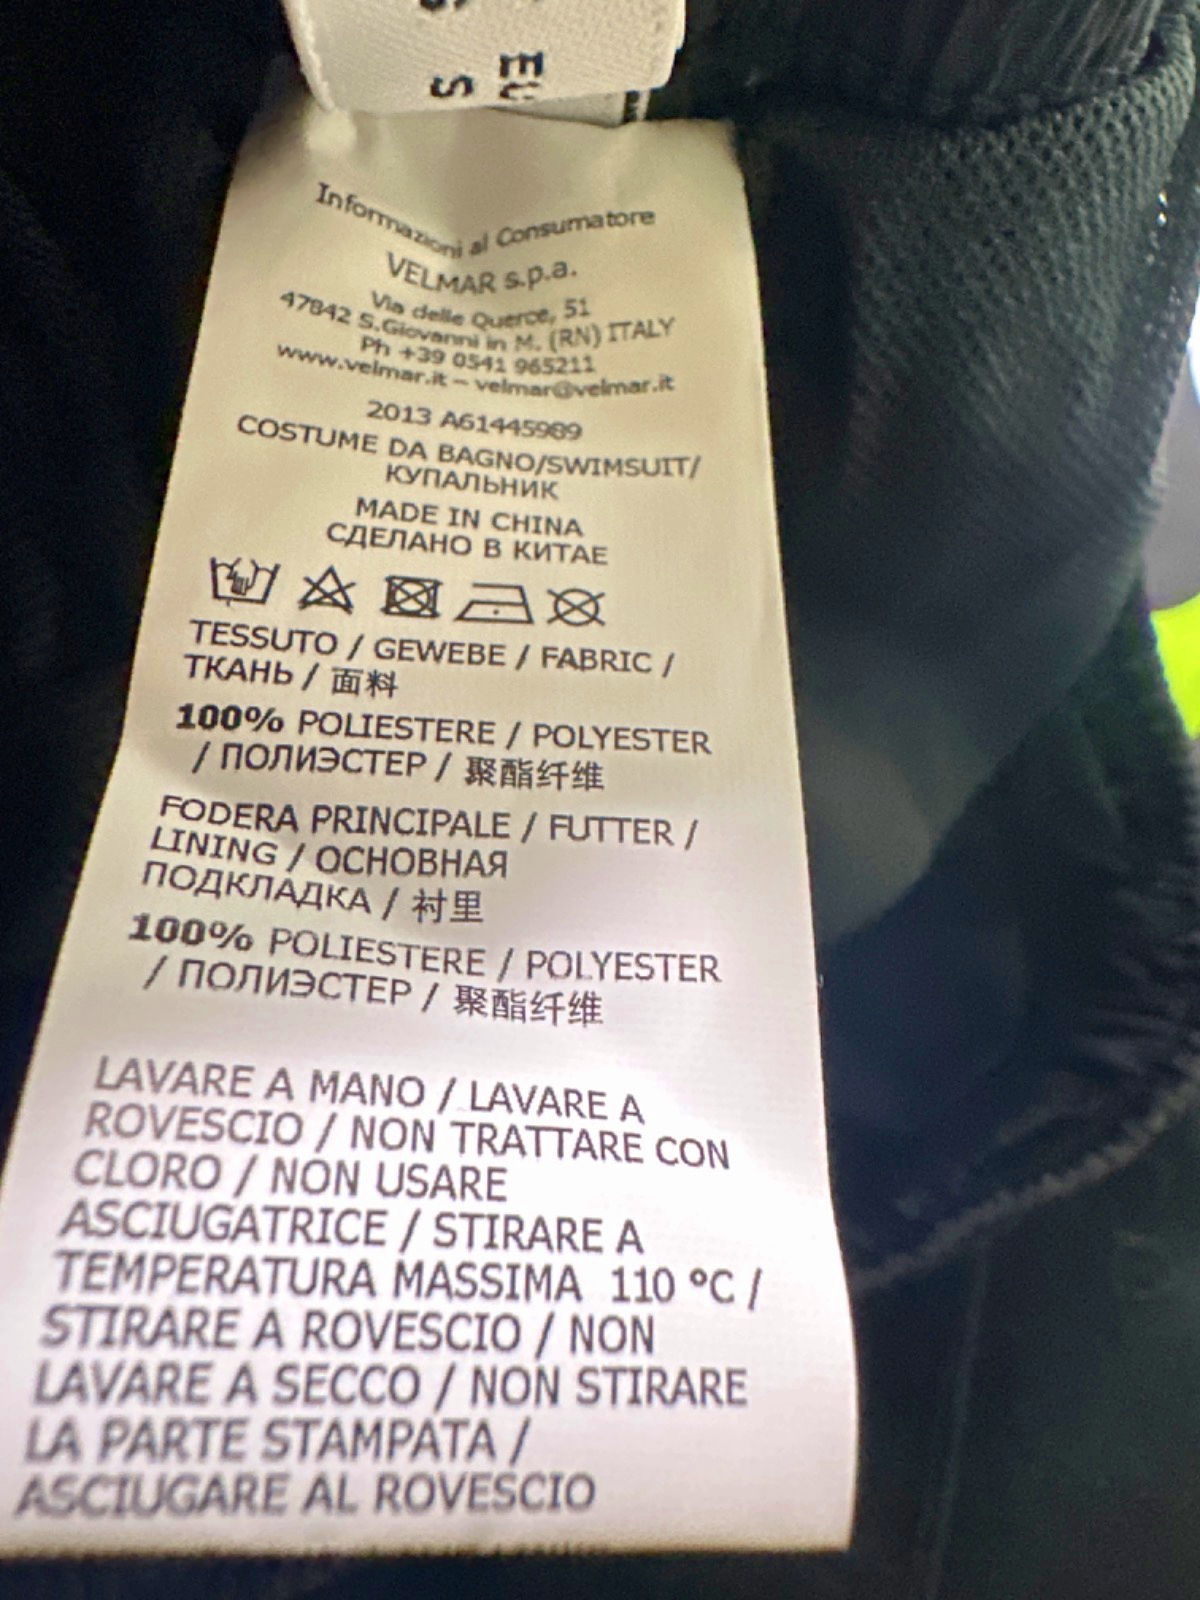 EU
S
Informazioni al Consumatore
VELMAR s.p.a.
Via delle Querce, 51
47842 S.Giovanni in M. (RN) ITALY
Ph +39 0541 965211
www.velmar.it – velmar@velmar.it
2013 A61445989
COSTUME DA BAGNO/SWIMSUIT/
КУПАЛЬНИК
MADE IN CHINA
СДЕЛАНО В КИТАЕ
TESSUTO / GEWEBE / FABRIC /
ТКАНЬ / 面料
100% POLIESTERE / POLYESTER
/ ПОЛИЭСТЕР / 聚酯纤维
FODERA PRINCIPALE / FUTTER /
LINING / ОСНОВНАЯ
ПОДКЛАДКА / 衬里
100% POLIESTERE / POLYESTER
/ ПОЛИЭСТЕР / 聚酯纤维
LAVARE A MANO / LAVARE A
ROVESCIO / NON TRATTARE CON
CLORO / NON USARE
ASCIUGATRICE / STIRARE A
TEMPERATURA MASSIMA 110 °C /
STIRARE A ROVESCIO / NON
LAVARE A SECCO / NON STIRARE
LA PARTE STAMPATA /
ASCIUGARE AL ROVESCIO